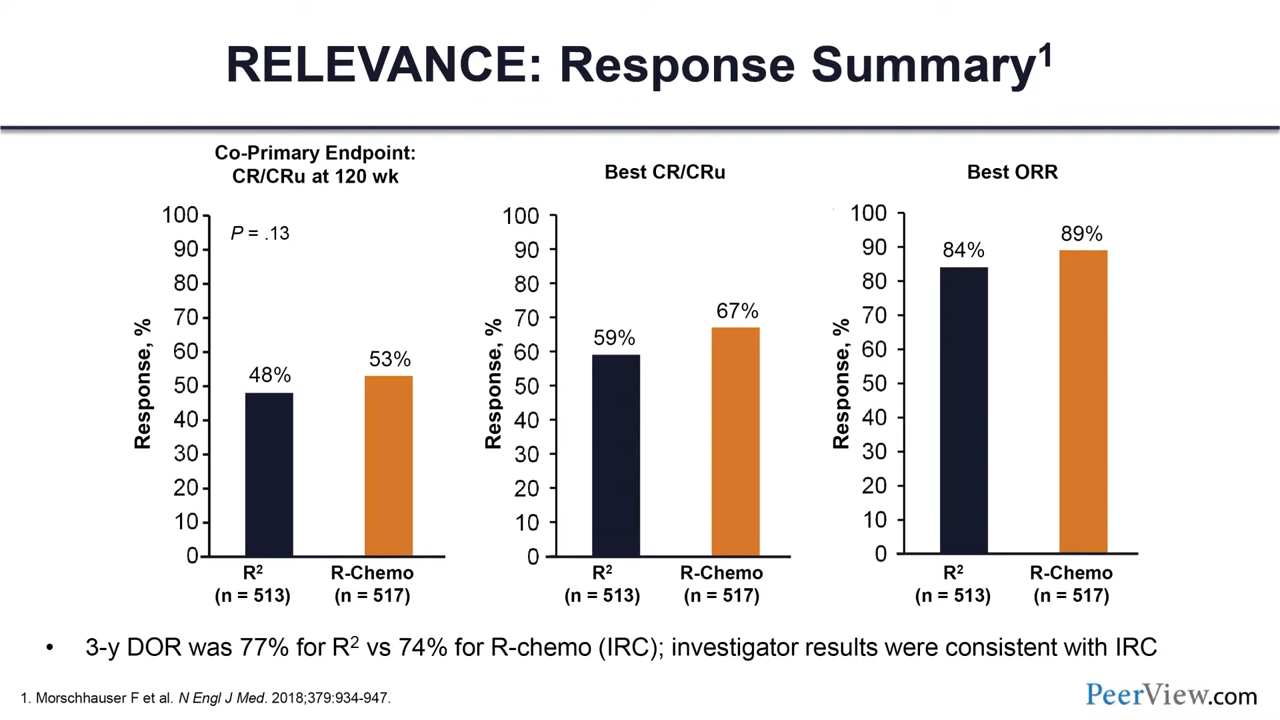 RELEVANCE: Response Summary¹
Co-Primary Endpoint:
CR/CRu at 120 wk
P = .13
Response, %
100
90
80
70
60
50
40
30
20
10
0
48%
53%
R²
(n = 513)
R-Chemo
(n = 517)
Best CR/CRu
Response, %
100
90
80
70
60
50
40
30
20
10
0
59%
67%
R²
(n = 513)
R-Chemo
(n = 517)
Best ORR
Response, %
100
90
80
70
60
50
40
30
20
10
0
84%
89%
R²
(n = 513)
R-Chemo
(n = 517)
• 3-y DOR was 77% for R² vs 74% for R-chemo (IRC); investigator results were consistent with IRC
1. Morschhauser F et al. N Engl J Med. 2018;379:934-947.
PeerView.com